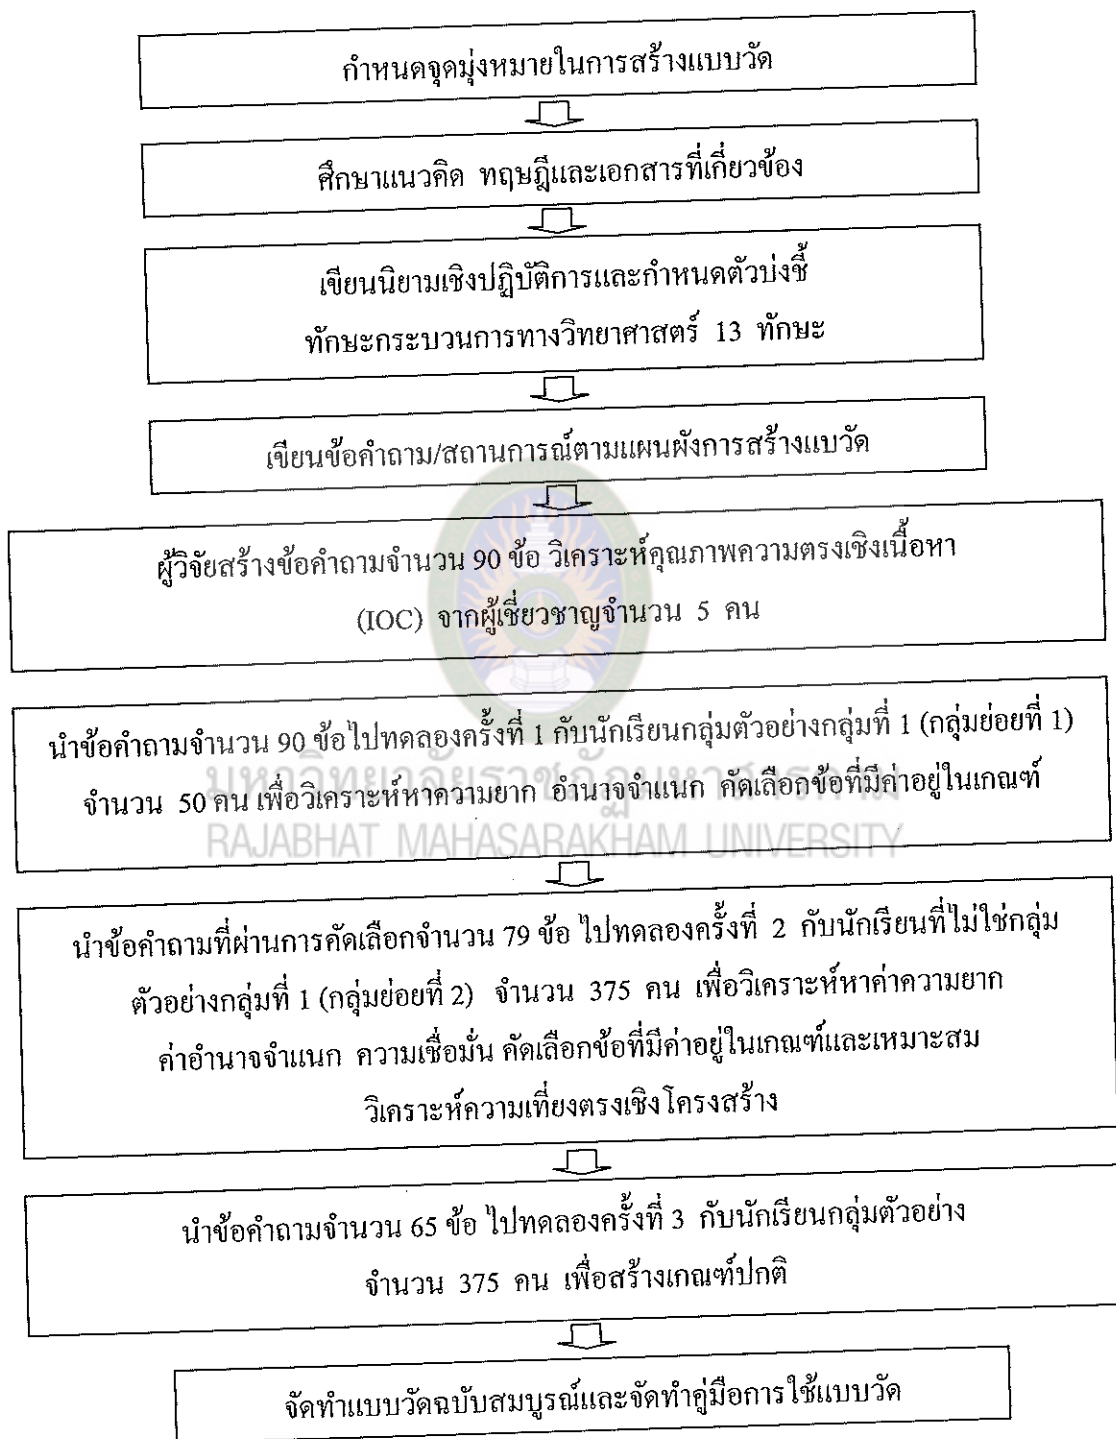 กำหนดจุดมุ่งหมายในการสร้างแบบวัด
ศึกษาแนวคิด ทฤษฎีและเอกสารที่เกี่ยวข้อง
เขียนนิยามเชิงปฏิบัติการและกำหนดตัวบ่งชี้
ทักษะกระบวนการทางวิทยาศาสตร์ 13 ทักษะ
เขียนข้อคำถาม/สถานการณ์ตามแผนผังการสร้างแบวัด
ผู้วิจัยสร้างข้อคำถามจำนวน 90 ข้อ วิเคราะห์คุณภาพความตรงเชิงเนื้อหา
(IOC) จากผู้เชี่ยวชาญจำนวน 5 คน
นำข้อคำถามจำนวน 90 ข้อไปทดลองครั้งที่ 1 กับนักเรียนกลุ่มตัวอย่างกลุ่มที่ 1 (กลุ่มย่อยที่ 1)
มหาวิทยาลัยราชภัฏมหาสารคาม
จำนวน 50 คน เพื่อวิเคราะห์หาความยาก อำนาจจำแนก คัดเลือกข้อที่มีค่าอยู่ในเกณฑ์
RAJABHAT MAHASARAKHAM UNIVERSITY
นำข้อคำถามที่ผ่านการคัดเลือกจำนวน 79 ข้อ ไปทดลองครั้งที่ 2 กับนักเรียนที่ไม่ใช่กลุ่ม
ตัวอย่างกลุ่มที่ 1 (กลุ่มย่อยที่ 2) จำนวน 375 คน เพื่อวิเคราะห์หาค่าความยาก
ค่าอำนาจจำแนก ความเชื่อมั่น คัดเลือกข้อที่มีค่าอยู่ในเกณฑ์และเหมาะสม
วิเคราะห์ความเที่ยงตรงเชิงโครงสร้าง
นำข้อคำถามจำนวน 65 ข้อ ไปทดลองครั้งที่ 3 กับนักเรียนกลุ่มตัวอย่าง
จำนวน 375 คน เพื่อสร้างเกณฑ์ปกติ
จัดทำแบบวัดฉบับสมบูรณ์และจัดทำคู่มือการใช้แบบวัด